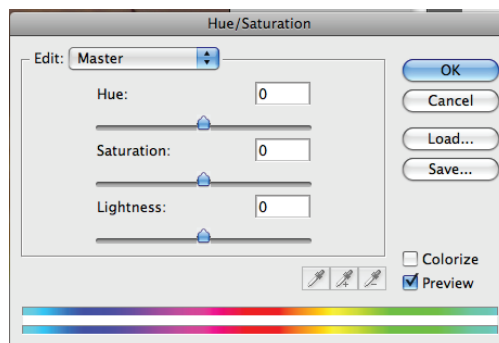 Hue/Saturation
Edit: Master
OK
Cancel
Load...
Save...
Hue: 0
Saturation: 0
Lightness: 0
Colorize
Preview